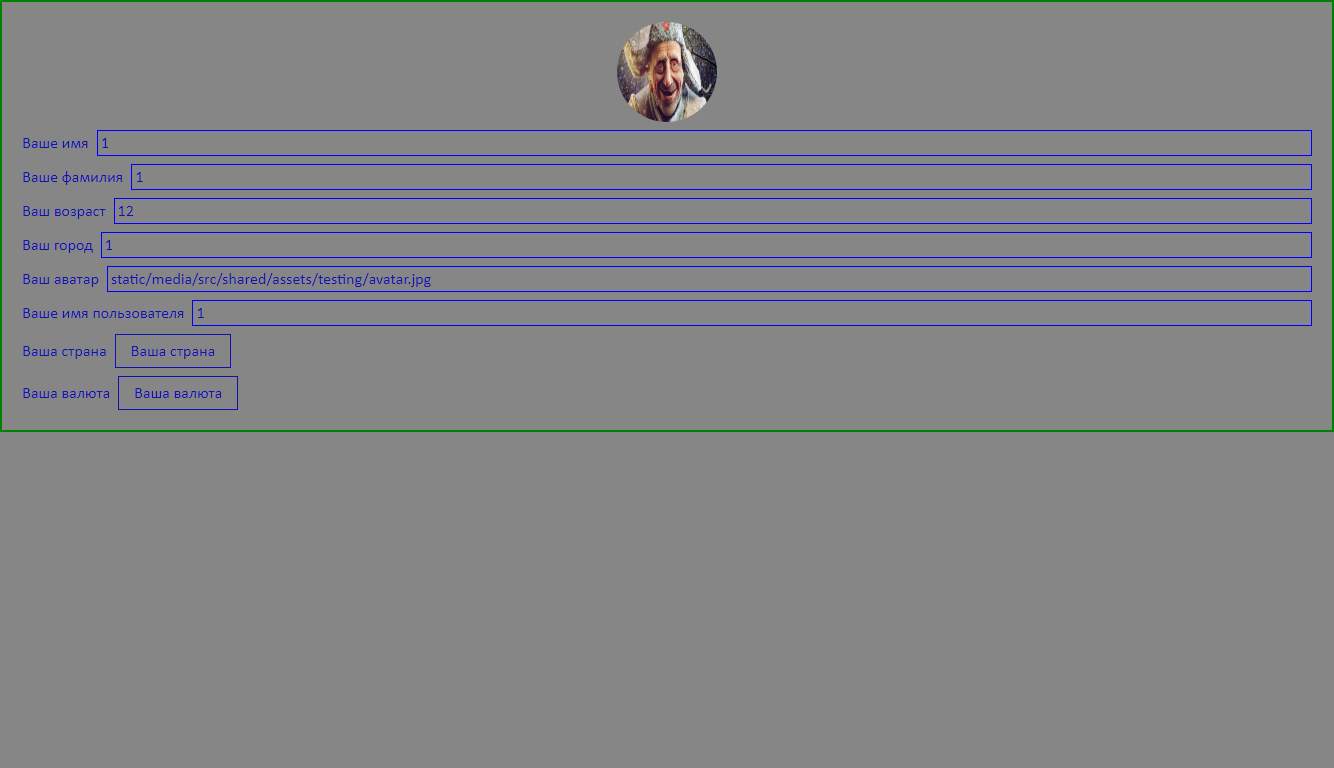 Ваше имя 1
Ваше фамилия 1
Ваш возраст 12
Ваш город 1
Ваш аватар static/media/src/shared/assets/testing/avatar.jpg
Ваше имя пользователя 1
Ваша страна Ваша страна
Ваша валюта Ваша валюта